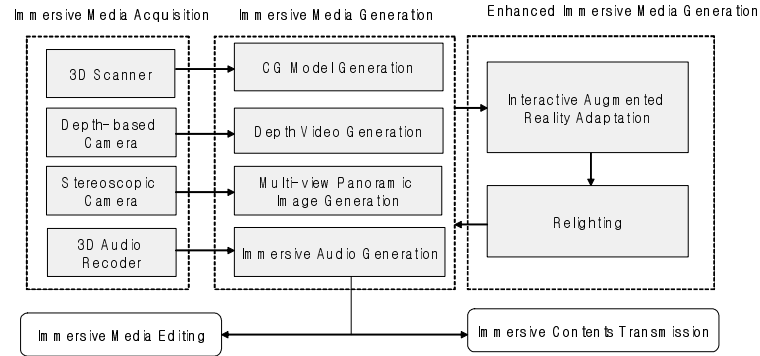 Immersive Media Acquisition
Immersive Media Generation
Enhanced Immersive Media Generation
3D Scanner
CG Model Generation
Interactive Augmented
Reality Adaptation
Depth-based
Camera
Depth Video Generation
Stereoscopic
Camera
Multi-view Panoramic
Image Generation
Relighting
3D Audio
Recoder
Immersive Audio Generation
Immersive Media Editing
Immersive Contents Transmission